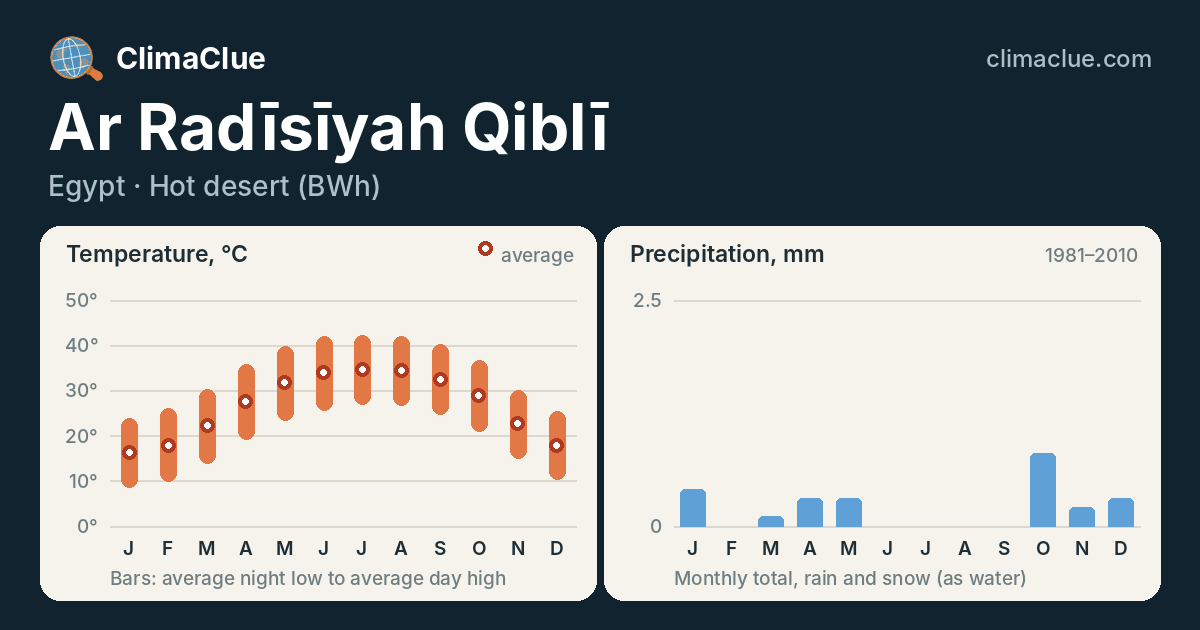 ClimaClue
climaclue.com
Ar Radīsīyah Qiblī
Egypt · Hot desert (BWh)
Temperature, °C
average
50°
40°
30°
20°
10°
0°
J F M A M J J A S O N D
Bars: average night low to average day high
Precipitation, mm
1981–2010
2.5
0
J F M A M J J A S O N D
Monthly total, rain and snow (as water)